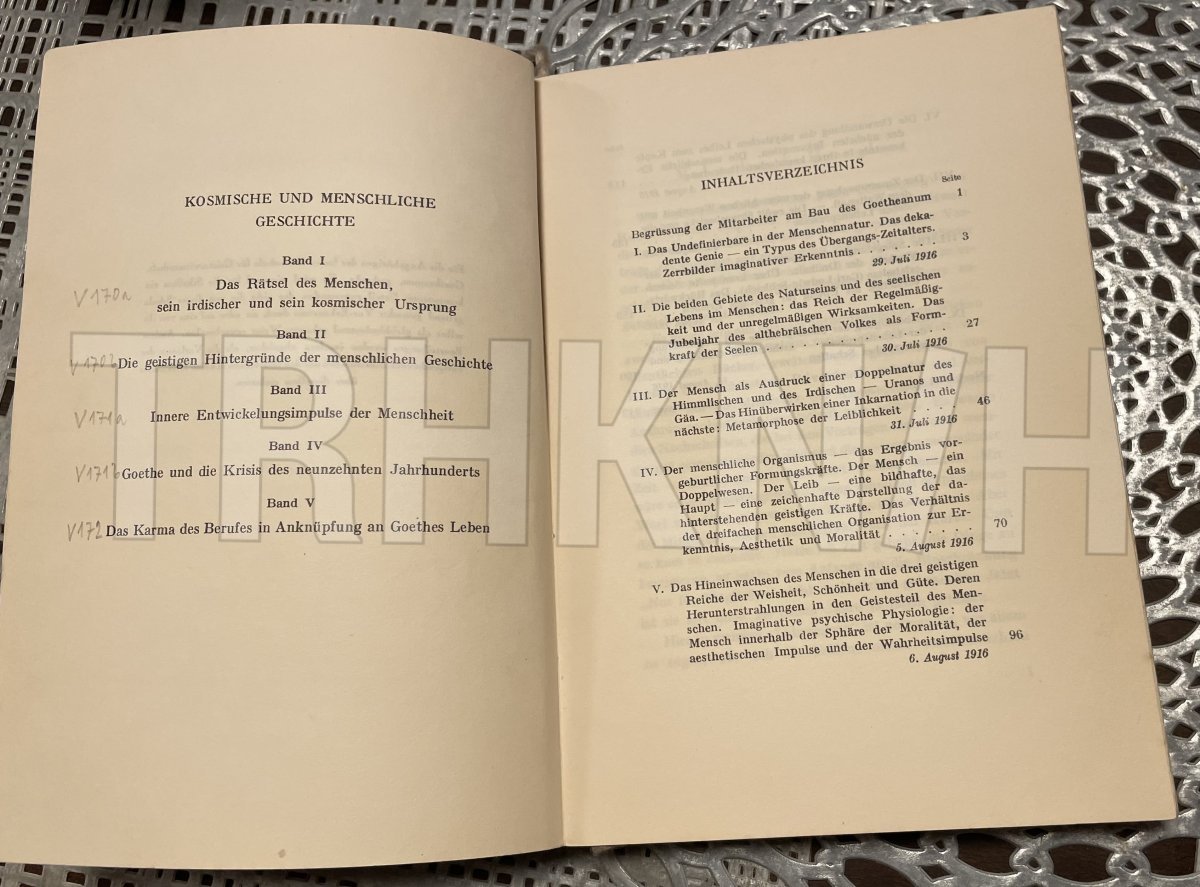 KOSMISCHE UND MENSCHLICHE
GESCHICHTE
Band I
V 170a
Das Rätsel des Menschen,
sein irdischer und sein kosmischer Ursprung
Band II
V 170b Die geistigen Hintergründe der menschlichen Geschichte
Band III
V 171a Innere Entwickelungsimpulse der Menschheit
Band IV
V 171b Goethe und die Krisis des neunzehnten Jahrhunderts
Band V
V 172 Das Karma des Berufes in Anknüpfung an Goethes Leben
INHALTSVERZEICHNIS
Seite
Begrüssung der Mitarbeiter am Bau des Goetheanum 1
I. Das Undefinierbare in der Menschennatur. Das deka-
dente Genie — ein Typus des Übergangs-Zeitalters.
Zerrbilder imaginativer Erkenntnis . . . . . . . 3
29. Juli 1916
II. Die beiden Gebiete des Naturseins und des seelischen
Lebens im Menschen: das Reich der Regelmäßig-
keit und der unregelmäßigen Wirksamkeiten. Das
Jubeljahr des althebräischen Volkes als Form-
kraft der Seelen . . . . . . . . . . . . . 27
30. Juli 1916
III. Der Mensch als Ausdruck einer Doppelnatur des
Himmlischen und des Irdischen — Uranos und
Gäa. — Das Hinüberwirken einer Inkarnation in die
nächste: Metamorphose der Leiblichkeit . . . . 46
31. Juli 1916
IV. Der menschliche Organismus — das Ergebnis vor-
geburtlicher Formungskräfte. Der Mensch — ein
Doppelwesen. Der Leib — eine bildhafte, das
Haupt — eine zeichenhafte Darstellung der da-
hinterstehenden geistigen Kräfte. Das Verhältnis
der dreifachen menschlichen Organisation zur Er-
kenntnis, Aesthetik und Moralität . . . . . . . 70
5. August 1916
V. Das Hineinwachsen des Menschen in die drei geistigen
Reiche der Weisheit, Schönheit und Güte. Deren
Herunterstrahlungen in den Geistesteil des Men-
schen. Imaginative psychische Physiologie: der
Mensch innerhalb der Sphäre der Moralität, der
aesthetischen Impulse und der Wahrheitsimpulse 96
6. August 1916